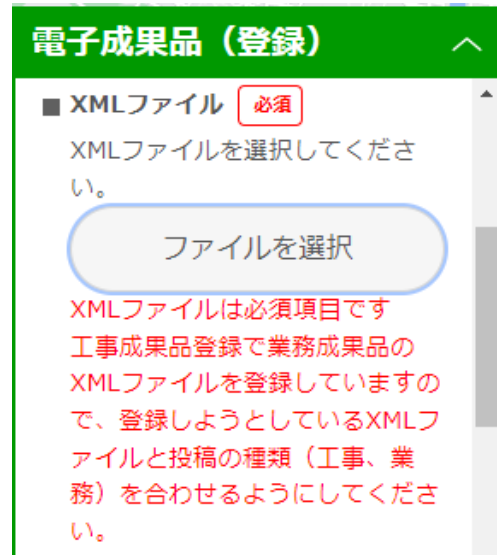 電子成果品（登録）
■ XMLファイル 必須
XMLファイルを選択してくださ
い。
ファイルを選択
XMLファイルは必須項目です
工事成果品登録で業務成果品の
XMLファイルを登録していますの
で、登録しようとしているXMLフ
ァイルと投稿の種類（工事、業
務）を合わせるようにしてくださ
い。